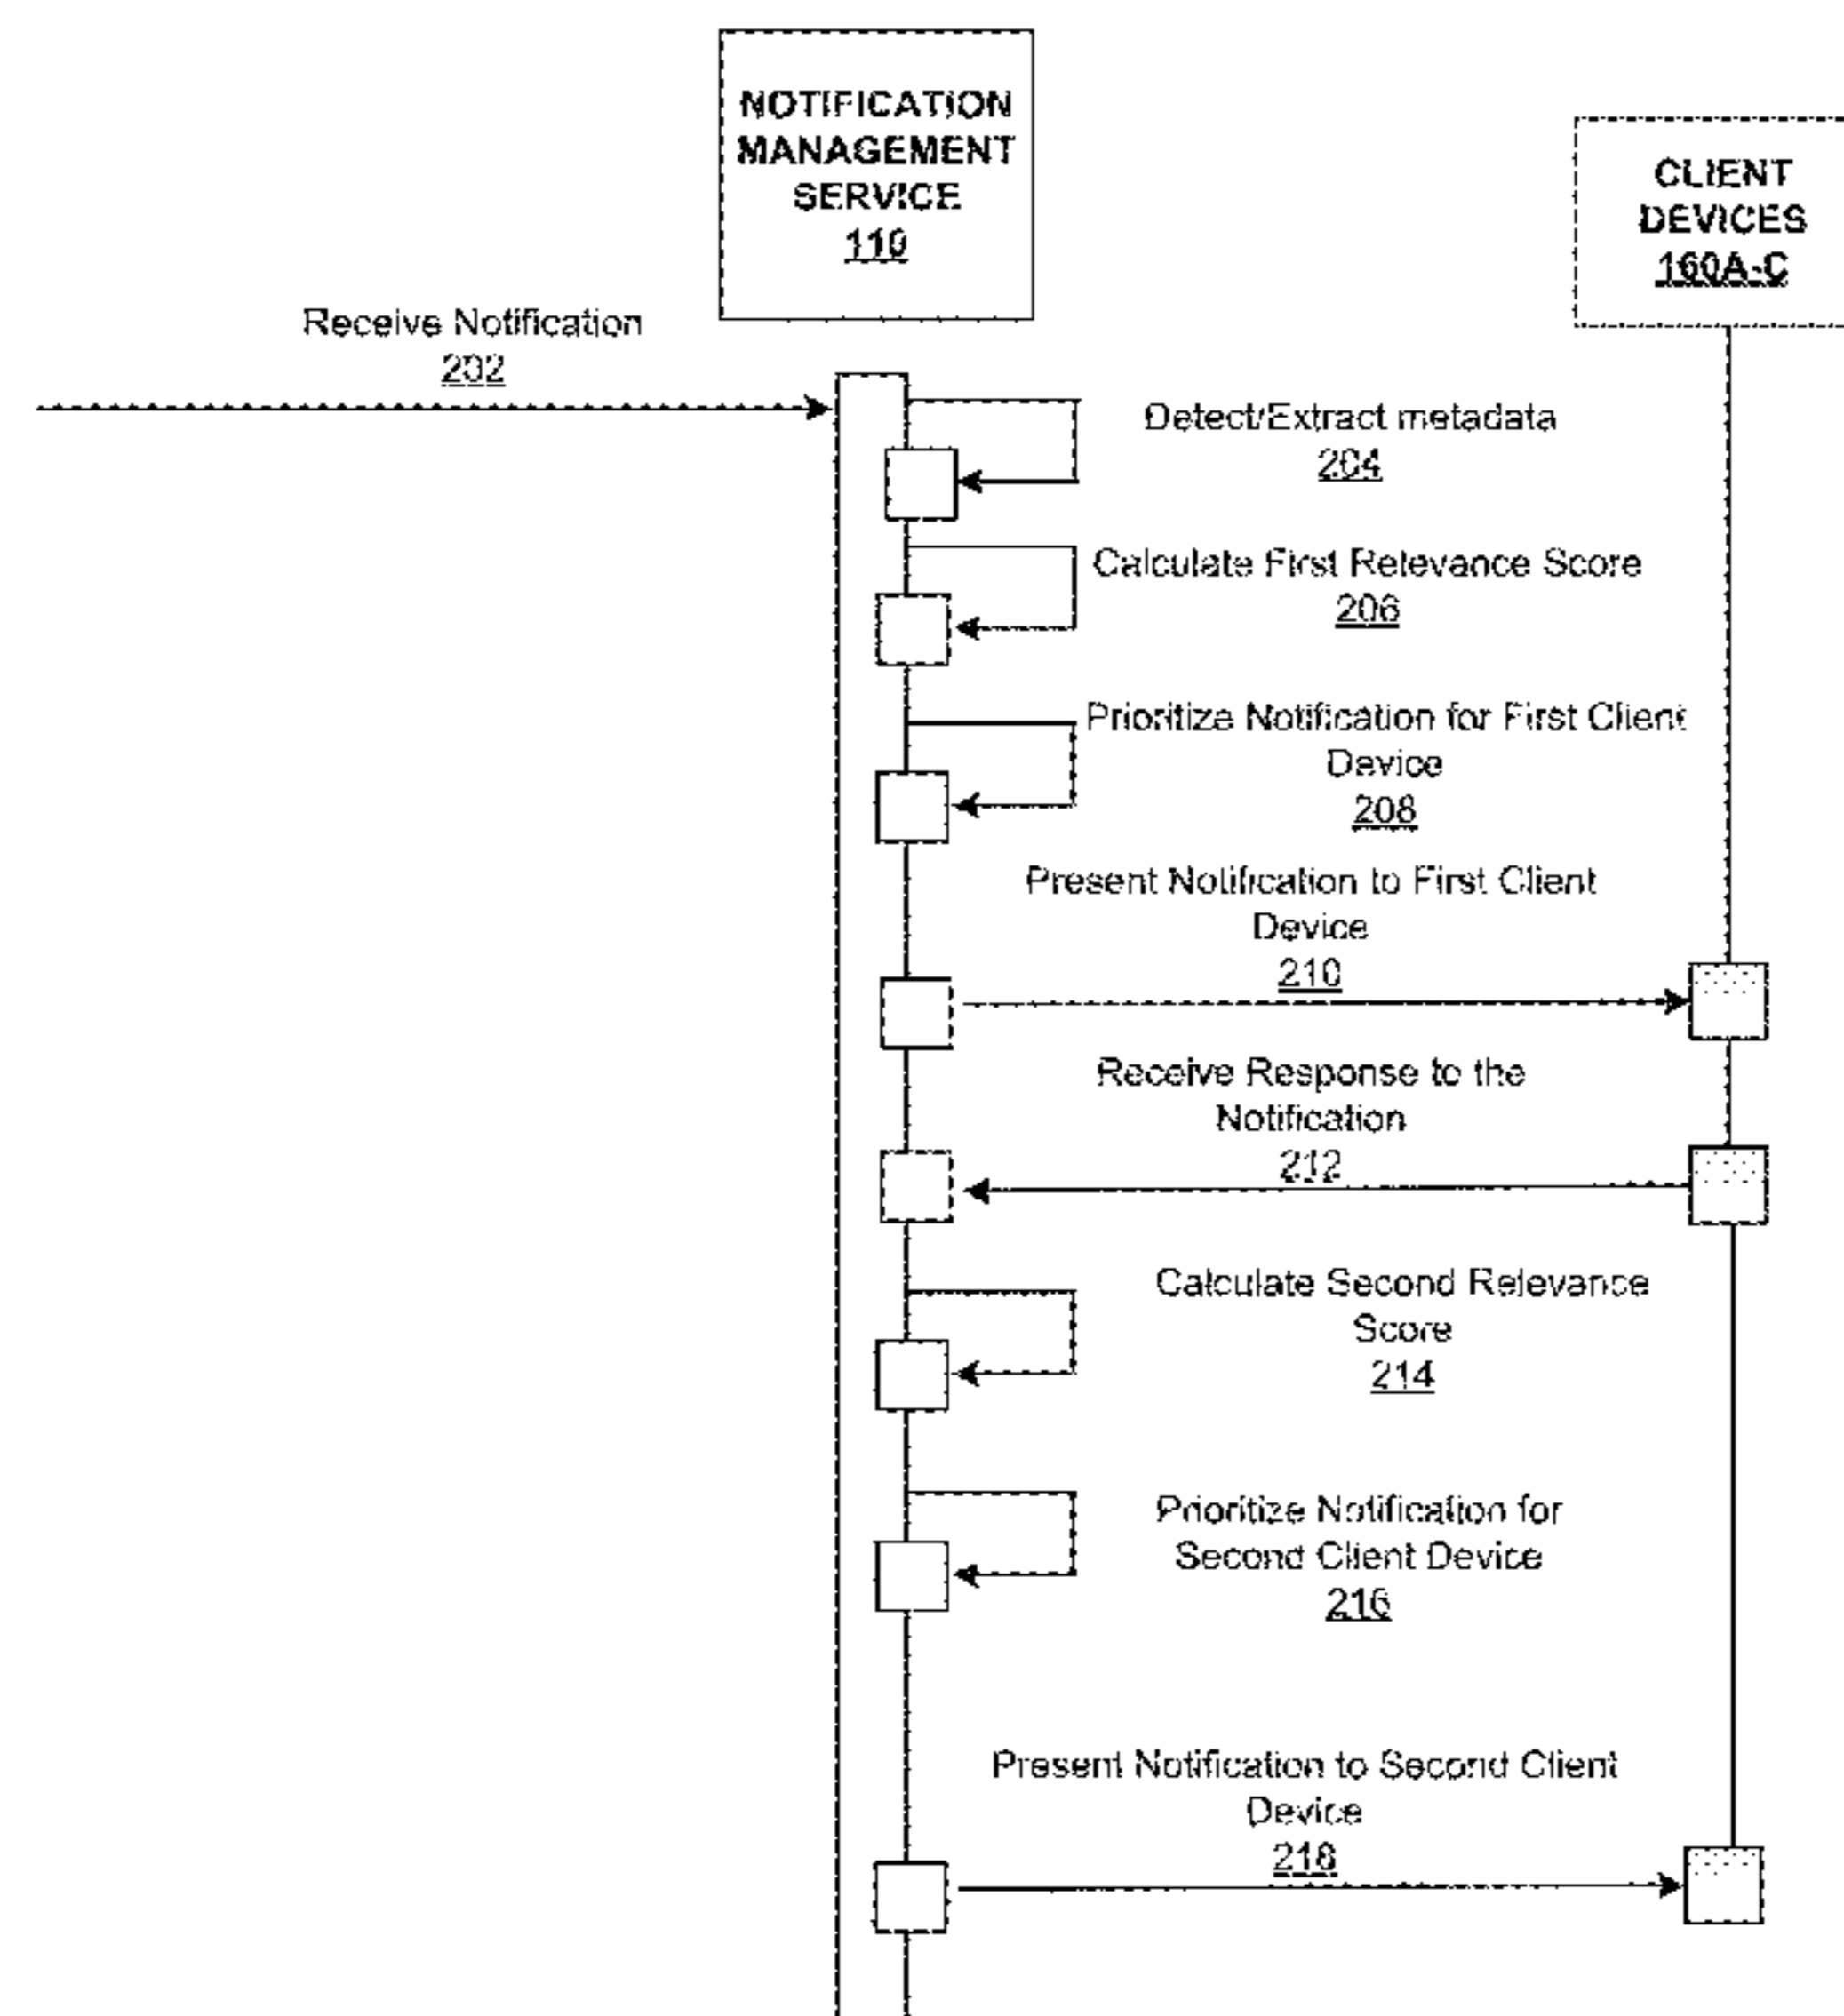 NOTIFICATION
MANAGEMENT
SERVICE
110
CLIENT
DEVICES
160A-C
Receive Notification
202
Detect/Extract metadata
204
Calculate First Relevance Score
206
Prioritize Notification for First Client
Device
208
Present Notification to First Client
Device
210
Receive Response to the
Notification
212
Calculate Second Relevance
Score
214
Prioritize Notification for
Second Client Device
216
Present Notification to Second Client
Device
218